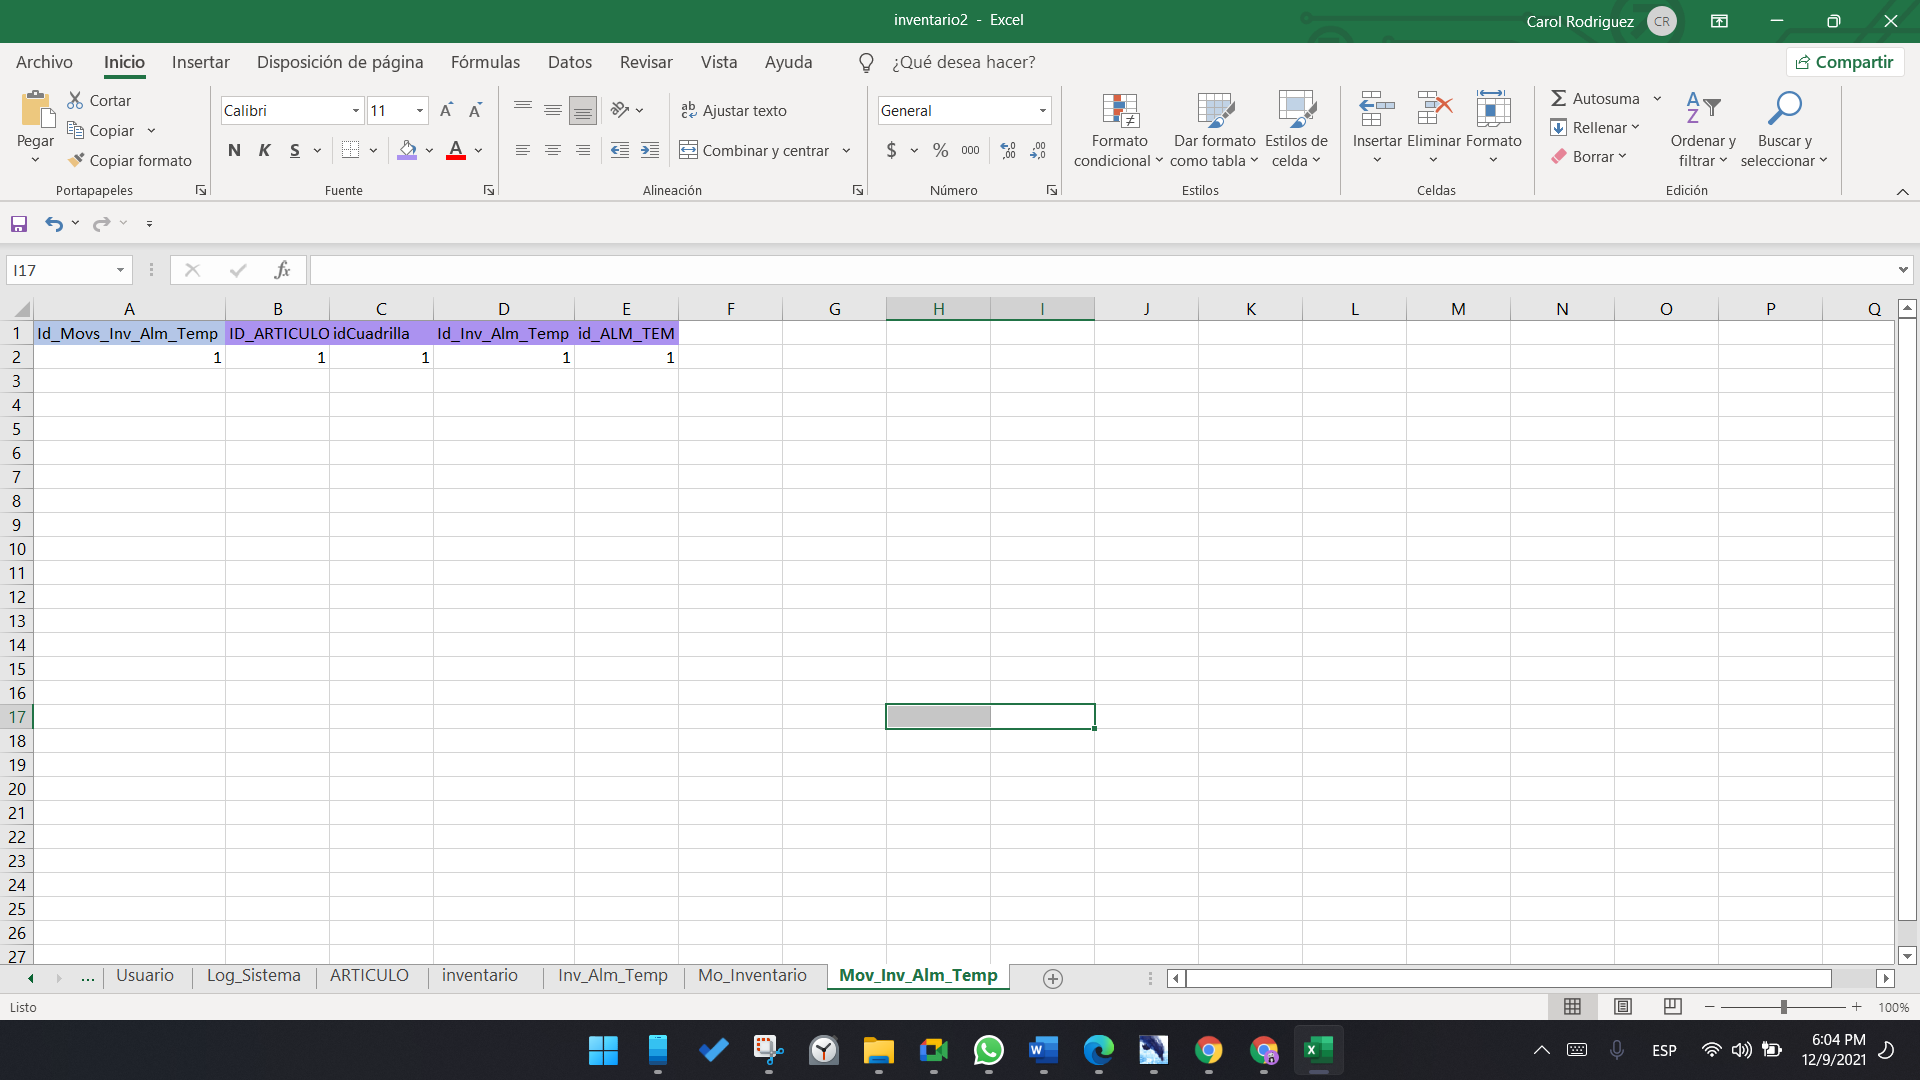 inventario2 - Excel
Carol Rodriguez CR
Archivo Inicio Insertar Disposición de página Fórmulas Datos Revisar Vista Ayuda ¿Qué desea hacer? Compartir
Pegar
Cortar
Copiar
Copiar formato
Portapapeles
Calibri 11
N K S A
Fuente
Ajustar texto
Combinar y centrar
Alineación
General
$ % 000
Número
Formato condicional
Dar formato como tabla
Estilos de celda
Estilos
Insertar Eliminar Formato
Celdas
Autosuma
Rellenar
Borrar
Ordenar y filtrar
Buscar y seleccionar
Edición
I17 fx
A B C D E F G H I J K L M N O P Q
1 Id_Movs_Inv_Alm_Temp ID_ARTICULO idCuadrilla Id_Inv_Alm_Temp id_ALM_TEM
2 1 1 1 1 1
3
4
5
6
7
8
9
10
11
12
13
14
15
16
17
18
19
20
21
22
23
24
25
26
27
... Usuario Log_Sistema ARTICULO inventario Inv_Alm_Temp Mo_Inventario Mov_Inv_Alm_Temp
Listo 100%
ESP 6:04 PM
12/9/2021